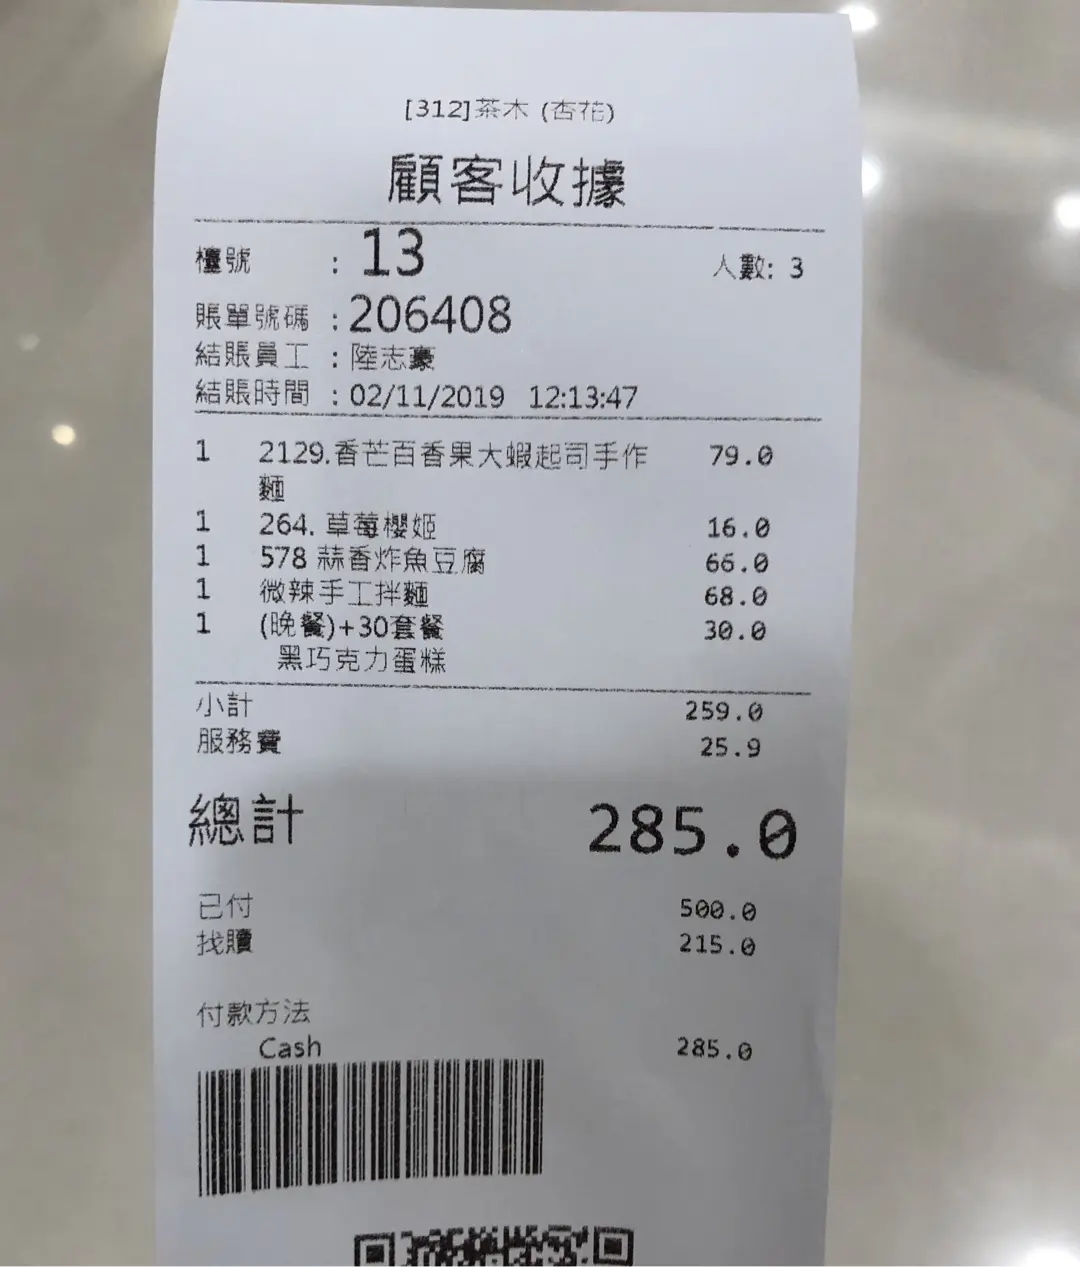 [312]茶木 (杏花)
顧客收據
檯號 : 13 人數: 3
賬單號碼 : 206408
結賬員工 : 陸志豪
結賬時間 : 02/11/2019 12:13:47
1 2129.香芒百香果大蝦起司手作 79.0
麵
1 264. 草莓櫻姬 16.0
1 578 蒜香炸魚豆腐 66.0
1 微辣手工拌麵 68.0
1 (晚餐)+30套餐 30.0
黑巧克力蛋糕
小計 259.0
服務費 25.9
總計 285.0
已付 500.0
找贖 215.0
付款方法
Cash 285.0